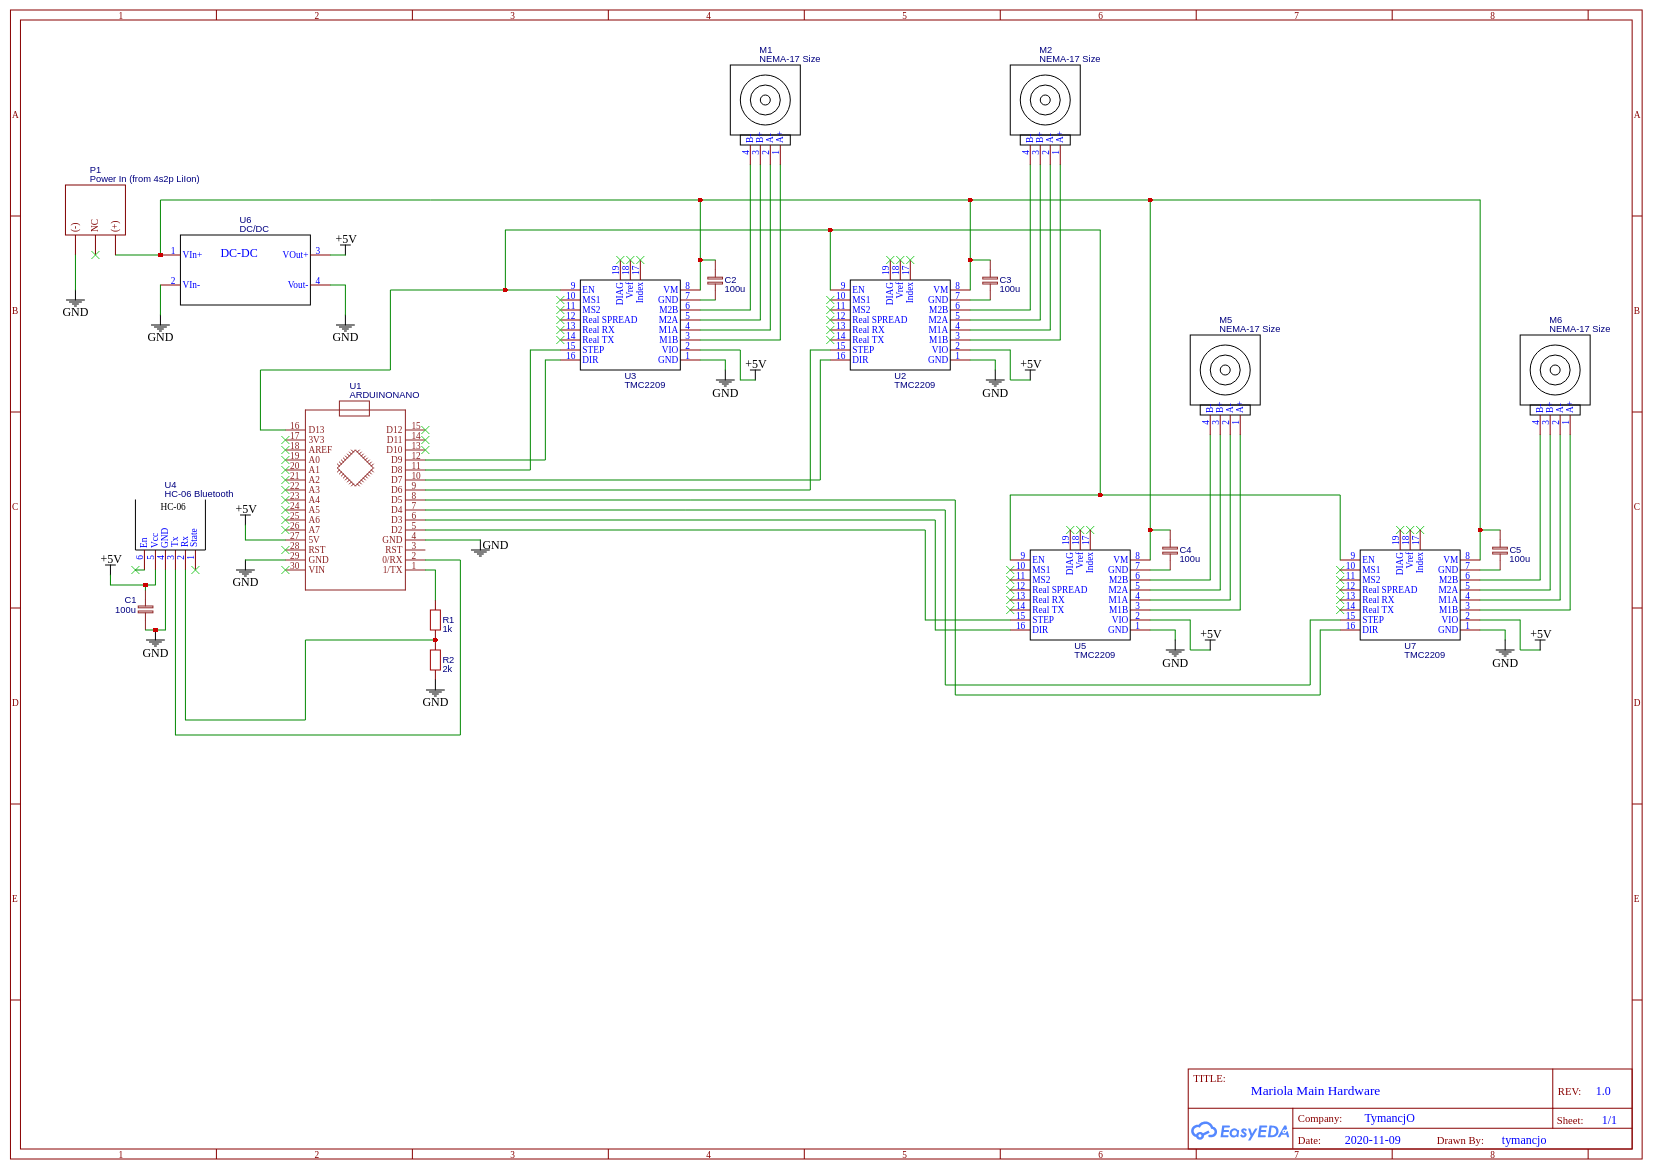 1 2 3 4 5 6 7 8
A A
B B
C C
D D
E E
M1
NEMA-17 Size
B- B+ A- A+
4 3 2 1
M2
NEMA-17 Size
B- B+ A- A+
4 3 2 1
P1
Power In (from 4s2p LiIon)
(-) NC (+)
GND
U6
DC/DC
DC-DC
1 VIn+ VOut+ 3
2 VIn- Vout- 4
+5V
GND
GND
19 18 17
DIAG Vref Index
9 EN VM 8
10 MS1 GND 7
11 MS2 M2B 6
12 Real SPREAD M2A 5
13 Real RX M1A 4
14 Real TX M1B 3
15 STEP VIO 2
16 DIR GND 1
U3
TMC2209
C2
100u
GND
+5V
19 18 17
DIAG Vref Index
9 EN VM 8
10 MS1 GND 7
11 MS2 M2B 6
12 Real SPREAD M2A 5
13 Real RX M1A 4
14 Real TX M1B 3
15 STEP VIO 2
16 DIR GND 1
U2
TMC2209
C3
100u
GND
+5V
M5
NEMA-17 Size
B- B+ A- A+
4 3 2 1
M6
NEMA-17 Size
B- B+ A- A+
4 3 2 1
U1
ARDUINONANO
16 D13 D12 15
17 3V3 D11 14
18 AREF D10 13
19 A0 D9 12
20 A1 D8 11
21 A2 D7 10
22 A3 D6 9
23 A4 D5 8
24 A5 D4 7
25 A6 D3 6
26 A7 D2 5
27 5V GND 4
28 RST RST 3
29 GND 0/RX 2
30 VIN 1/TX 1
+5V
GND
GND
U4
HC-06 Bluetooth
HC-06
En Vcc GND Tx Rx State
6 5 4 3 2 1
+5V
C1
100u
GND
R1
1k
R2
2k
GND
19 18 17
DIAG Vref Index
9 EN VM 8
10 MS1 GND 7
11 MS2 M2B 6
12 Real SPREAD M2A 5
13 Real RX M1A 4
14 Real TX M1B 3
15 STEP VIO 2
16 DIR GND 1
U5
TMC2209
C4
100u
GND
+5V
19 18 17
DIAG Vref Index
9 EN VM 8
10 MS1 GND 7
11 MS2 M2B 6
12 Real SPREAD M2A 5
13 Real RX M1A 4
14 Real TX M1B 3
15 STEP VIO 2
16 DIR GND 1
U7
TMC2209
C5
100u
GND
+5V
TITLE:
Mariola Main Hardware
REV: 1.0
EasyEDA
Company: TymancjO
Sheet: 1/1
Date: 2020-11-09 Drawn By: tymancjo
1 2 3 4 5 6 7 8